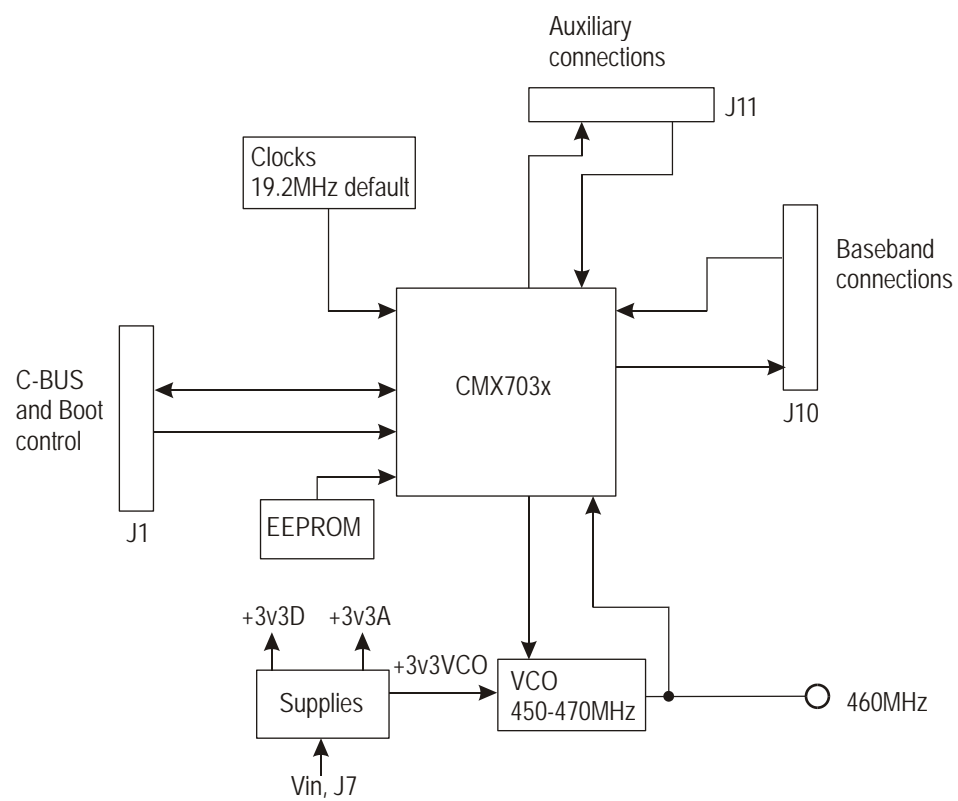 Auxiliary
connections
J11
Clocks
19.2MHz default
Baseband
connections
C-BUS
and Boot
control
CMX703x
J10
J1
EEPROM
+3v3D
+3v3A
+3v3VCO
Supplies
VCO
450-470MHz
460MHz
Vin, J7